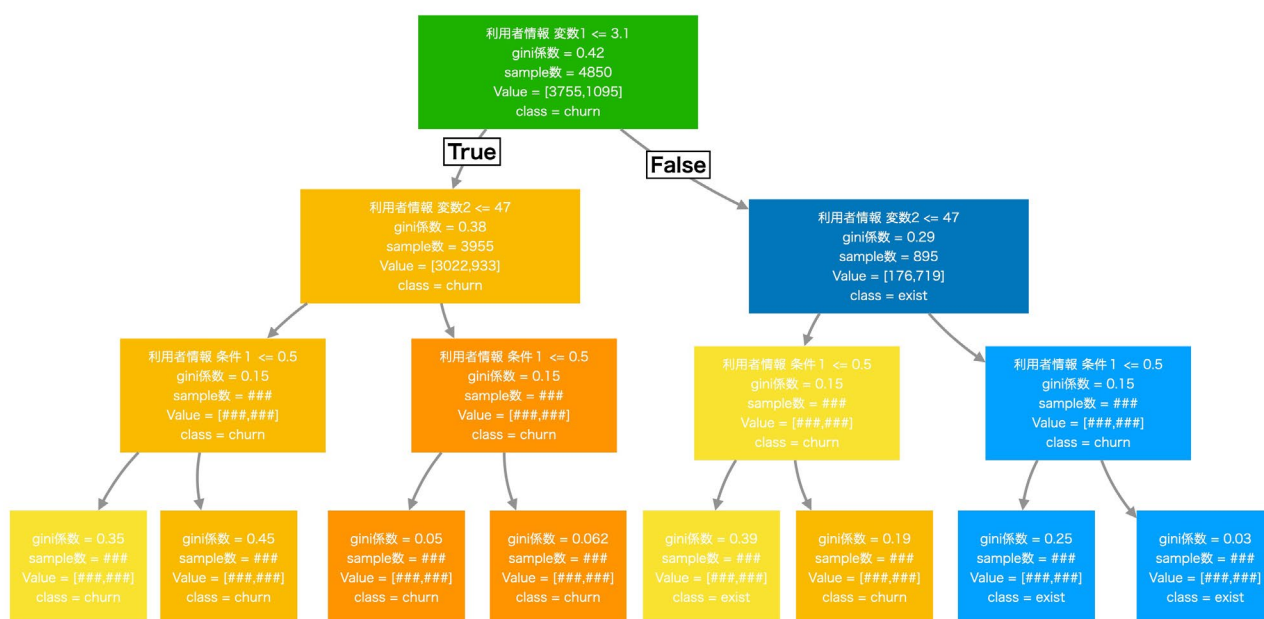 利用者情報 変数1 <= 3.1
gini係数 = 0.42
sample数 = 4850
Value = [3755,1095]
class = churn
True
False
利用者情報 変数2 <= 47
gini係数 = 0.38
sample数 = 3955
Value = [3022,933]
class = churn
利用者情報 変数2 <= 47
gini係数 = 0.29
sample数 = 895
Value = [176,719]
class = exist
利用者情報 条件1 <= 0.5
gini係数 = 0.15
sample数 = ###
Value = [###,###]
class = churn
利用者情報 条件1 <= 0.5
gini係数 = 0.15
sample数 = ###
Value = [###,###]
class = churn
利用者情報 条件1 <= 0.5
gini係数 = 0.15
sample数 = ###
Value = [###,###]
class = churn
利用者情報 条件1 <= 0.5
gini係数 = 0.15
sample数 = ###
Value = [###,###]
class = churn
gini係数 = 0.35
sample数 = ###
Value = [###,###]
class = churn
gini係数 = 0.45
sample数 = ###
Value = [###,###]
class = churn
gini係数 = 0.05
sample数 = ###
Value = [###,###]
class = churn
gini係数 = 0.062
sample数 = ###
Value = [###,###]
class = churn
gini係数 = 0.39
sample数 = ###
Value = [###,###]
class = exist
gini係数 = 0.19
sample数 = ###
Value = [###,###]
class = churn
gini係数 = 0.25
sample数 = ###
Value = [###,###]
class = exist
gini係数 = 0.03
sample数 = ###
Value = [###,###]
class = exist